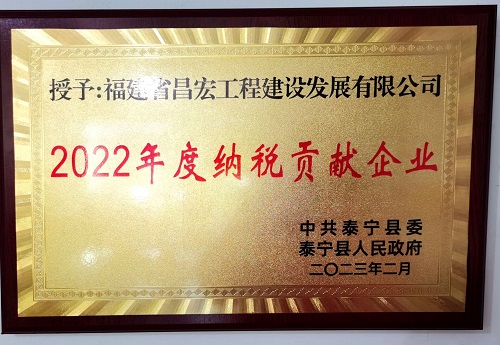 授予:福建省昌宏工程建设发展有限公司
2022年度纳税贡献企业
中共泰宁县委
泰宁县人民政府
二〇二三年二月